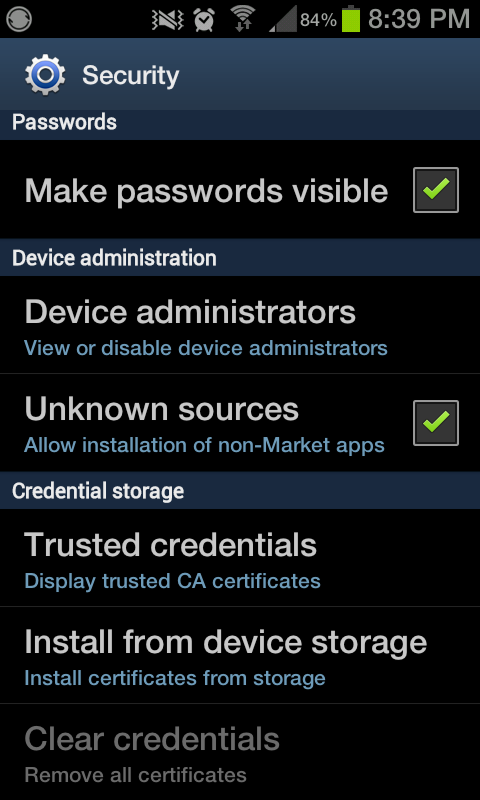 84% 8:39 PM
Security
Passwords
Make passwords visible
Device administration
Device administrators
View or disable device administrators
Unknown sources
Allow installation of non-Market apps
Credential storage
Trusted credentials
Display trusted CA certificates
Install from device storage
Install certificates from storage
Clear credentials
Remove all certificates